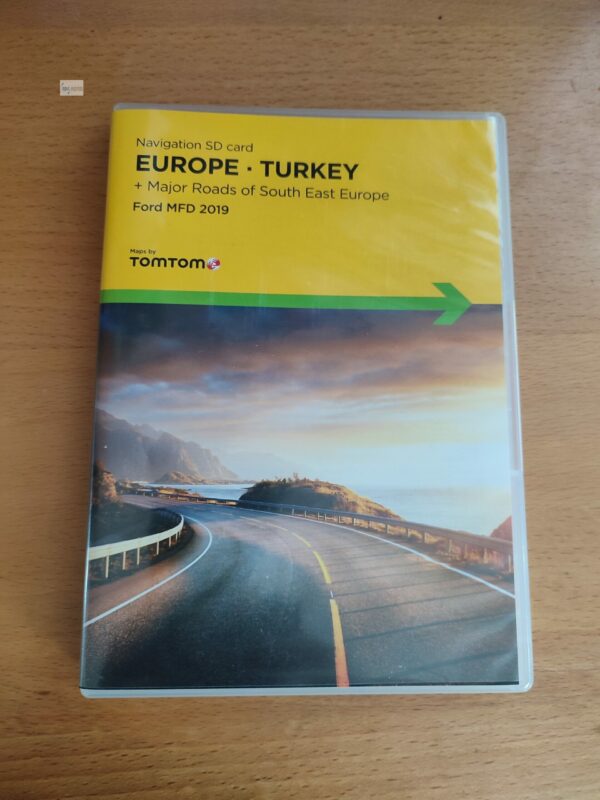 Navigation SD card
EUROPE · TURKEY
+ Major Roads of South East Europe
Ford MFD 2019
Maps by
TOMTOM